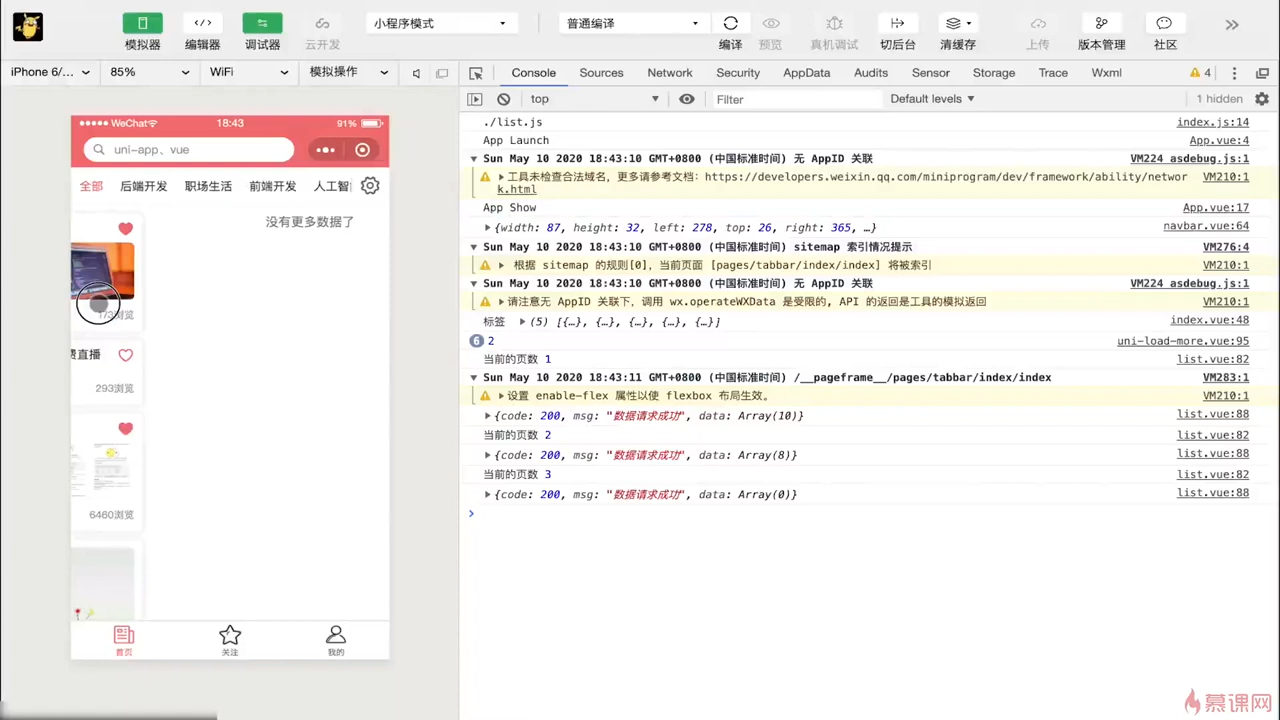 小程序模式
普通编译
模拟器 编辑器 调试器 云开发 编译 预览 真机调试 切后台 清缓存 上传 版本管理 社区
iPhone 6/... 85% WiFi 模拟操作
Console Sources Network Security AppData Audits Sensor Storage Trace Wxml 4
top Filter Default levels 1 hidden
WeChat 18:43 91%
uni-app、vue
全部 后端开发 职场生活 前端开发 人工智
没有更多数据了
173浏览
费直播
293浏览
6460浏览
首页 关注 我的
./list.js index.js:14
App Launch App.vue:4
Sun May 10 2020 18:43:10 GMT+0800 (中国标准时间) 无 AppID 关联 VM224 asdebug.js:1
工具未检查合法域名，更多请参考文档：https://developers.weixin.qq.com/miniprogram/dev/framework/ability/networ VM210:1
k.html
App Show App.vue:17
{width: 87, height: 32, left: 278, top: 26, right: 365, …} navbar.vue:64
Sun May 10 2020 18:43:10 GMT+0800 (中国标准时间) sitemap 索引情况提示 VM276:4
根据 sitemap 的规则[0]，当前页面 [pages/tabbar/index/index] 将被索引 VM210:1
Sun May 10 2020 18:43:10 GMT+0800 (中国标准时间) 无 AppID 关联 VM224 asdebug.js:1
请注意无 AppID 关联下，调用 wx.operateWXData 是受限的, API 的返回是工具的模拟返回 VM210:1
标签 (5) [{…}, {…}, {…}, {…}, {…}] index.vue:48
6 2 uni-load-more.vue:95
当前的页数 1 list.vue:82
Sun May 10 2020 18:43:11 GMT+0800 (中国标准时间) /__pageframe__/pages/tabbar/index/index VM283:1
设置 enable-flex 属性以使 flexbox 布局生效。 VM210:1
{code: 200, msg: "数据请求成功", data: Array(10)} list.vue:88
当前的页数 2 list.vue:82
{code: 200, msg: "数据请求成功", data: Array(8)} list.vue:88
当前的页数 3 list.vue:82
{code: 200, msg: "数据请求成功", data: Array(0)} list.vue:88
慕课网